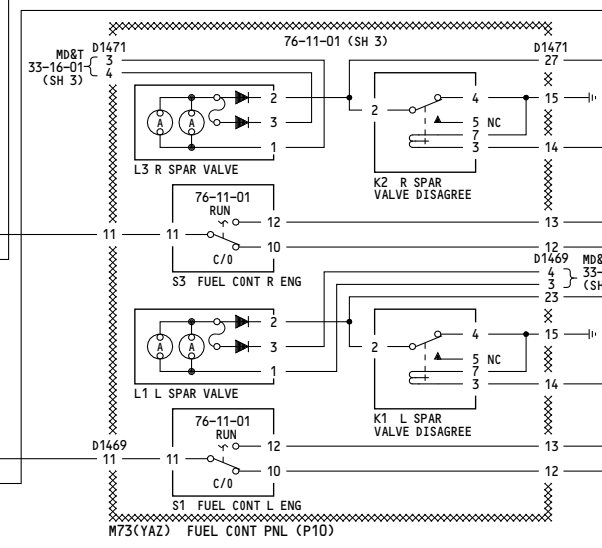 76-11-01 (SH 3)
D1471
D1471
MD&T
33-16-01
(SH 3)
3
4
27
2
3
1
A
A
L3 R SPAR VALVE
2
4
5 NC
7
3
15
14
K2 R SPAR
VALVE DISAGREE
76-11-01
RUN
11
11
12
10
C/O
13
12
S3 FUEL CONT R ENG
D1469
MD&
33-
(SH
4
3
23
2
3
1
A
A
L1 L SPAR VALVE
2
4
5 NC
7
3
15
14
K1 L SPAR
VALVE DISAGREE
D1469
76-11-01
RUN
11
11
12
10
C/O
13
12
S1 FUEL CONT L ENG
M73(YAZ) FUEL CONT PNL (P10)